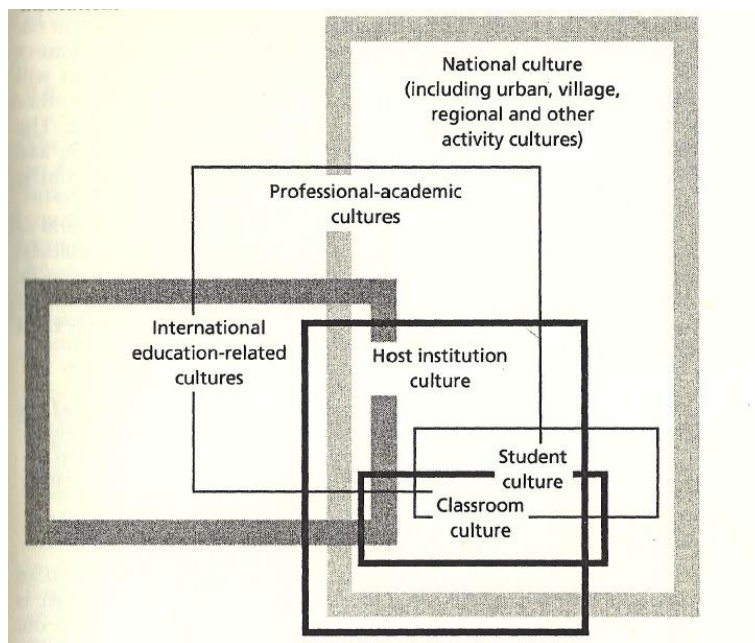 National culture
(including urban, village,
regional and other
activity cultures)
Professional-academic
cultures
International
education-related
cultures
Host institution
culture
Student
culture
Classroom
culture